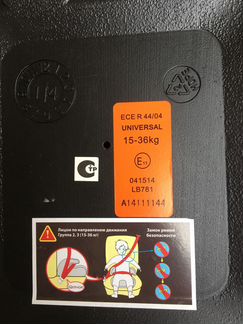 ECE R 44/04
UNIVERSAL
15-36kg
041514
LB781
A14111144
Лицом по направлению движения
Группа 2, 3 (15-36 кг)
Замок ремня
безопасности